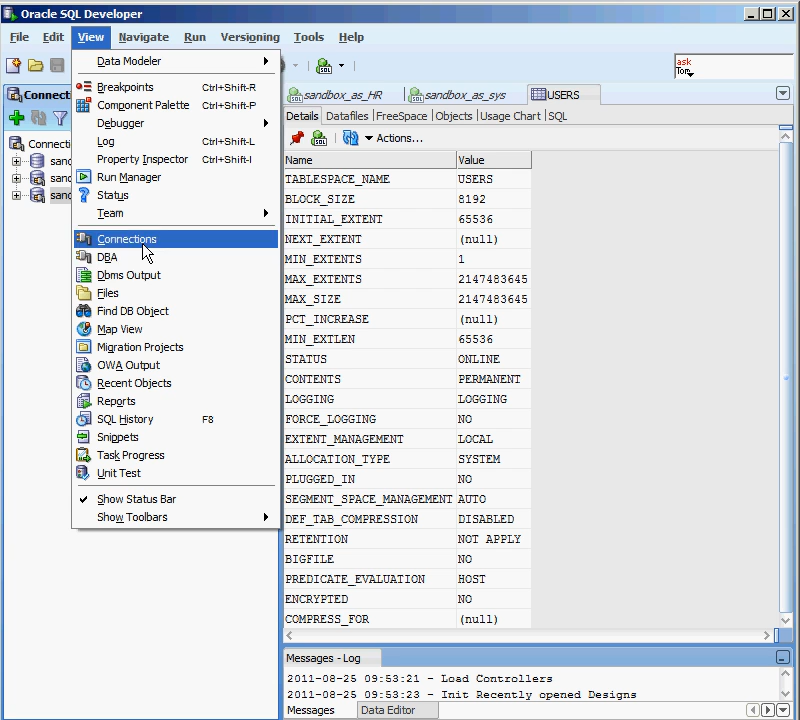 Oracle SQL Developer
File Edit View Navigate Run Versioning Tools Help
ask
Tom
Connecti
Connecti
sand
sand
sand
Data Modeler
Breakpoints Ctrl+Shift-R
Component Palette Ctrl+Shift-P
Debugger
Log Ctrl+Shift-L
Property Inspector Ctrl+Shift-I
Run Manager
Status
Team
Connections
DBA
Dbms Output
Files
Find DB Object
Map View
Migration Projects
OWA Output
Recent Objects
Reports
SQL History F8
Snippets
Task Progress
Unit Test
Show Status Bar
Show Toolbars
sandbox_as_HR sandbox_as_sys USERS
Details Datafiles FreeSpace Objects Usage Chart SQL
Actions...
Name Value
TABLESPACE_NAME USERS
BLOCK_SIZE 8192
INITIAL_EXTENT 65536
NEXT_EXTENT (null)
MIN_EXTENTS 1
MAX_EXTENTS 2147483645
MAX_SIZE 2147483645
PCT_INCREASE (null)
MIN_EXTLEN 65536
STATUS ONLINE
CONTENTS PERMANENT
LOGGING LOGGING
FORCE_LOGGING NO
EXTENT_MANAGEMENT LOCAL
ALLOCATION_TYPE SYSTEM
PLUGGED_IN NO
SEGMENT_SPACE_MANAGEMENT AUTO
DEF_TAB_COMPRESSION DISABLED
RETENTION NOT APPLY
BIGFILE NO
PREDICATE_EVALUATION HOST
ENCRYPTED NO
COMPRESS_FOR (null)
Messages - Log
2011-08-25 09:53:21 - Load Controllers
2011-08-25 09:53:23 - Init Recently opened Designs
Messages Data Editor